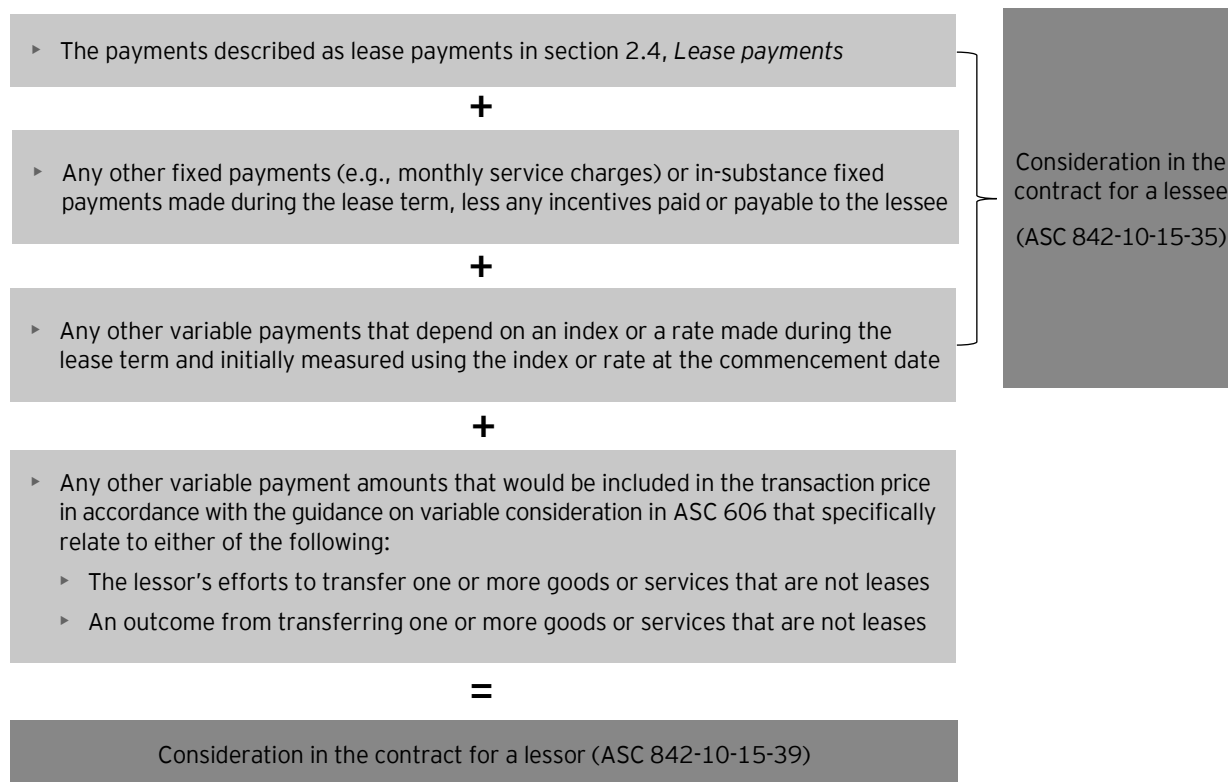 ▸ The payments described as lease payments in section 2.4, Lease payments
+
▸ Any other fixed payments (e.g., monthly service charges) or in-substance fixed
payments made during the lease term, less any incentives paid or payable to the lessee
+
▸ Any other variable payments that depend on an index or a rate made during the
lease term and initially measured using the index or rate at the commencement date
Consideration in the
contract for a lessee
(ASC 842-10-15-35)
+
▸ Any other variable payment amounts that would be included in the transaction price
in accordance with the guidance on variable consideration in ASC 606 that specifically
relate to either of the following:
▸ The lessor's efforts to transfer one or more goods or services that are not leases
▸ An outcome from transferring one or more goods or services that are not leases
=
Consideration in the contract for a lessor (ASC 842-10-15-39)